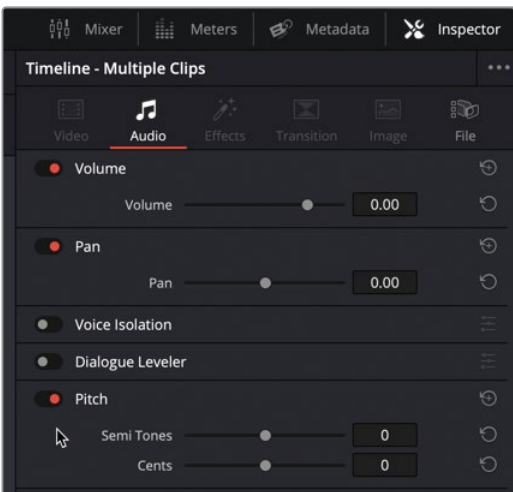 Mixer Meters Metadata Inspector
Timeline - Multiple Clips
Video Audio Effects Transition Image File
Volume
Volume 0.00
Pan
Pan 0.00
Voice Isolation
Dialogue Leveler
Pitch
Semi Tones 0
Cents 0